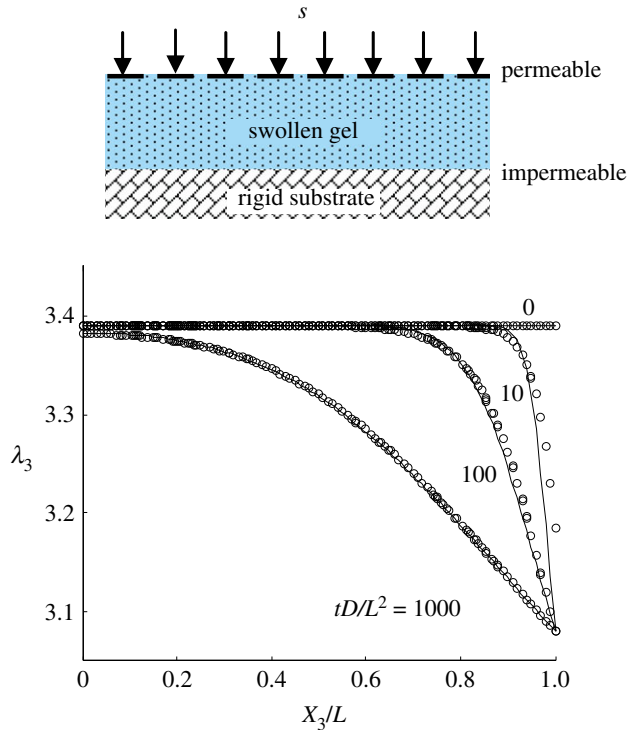 s
permeable
swollen gel
impermeable
rigid substrate
3.4
3.3
3.2
3.1
λ3
0
10
100
tD/L² = 1000
0 0.2 0.4 0.6 0.8 1.0
X3/L